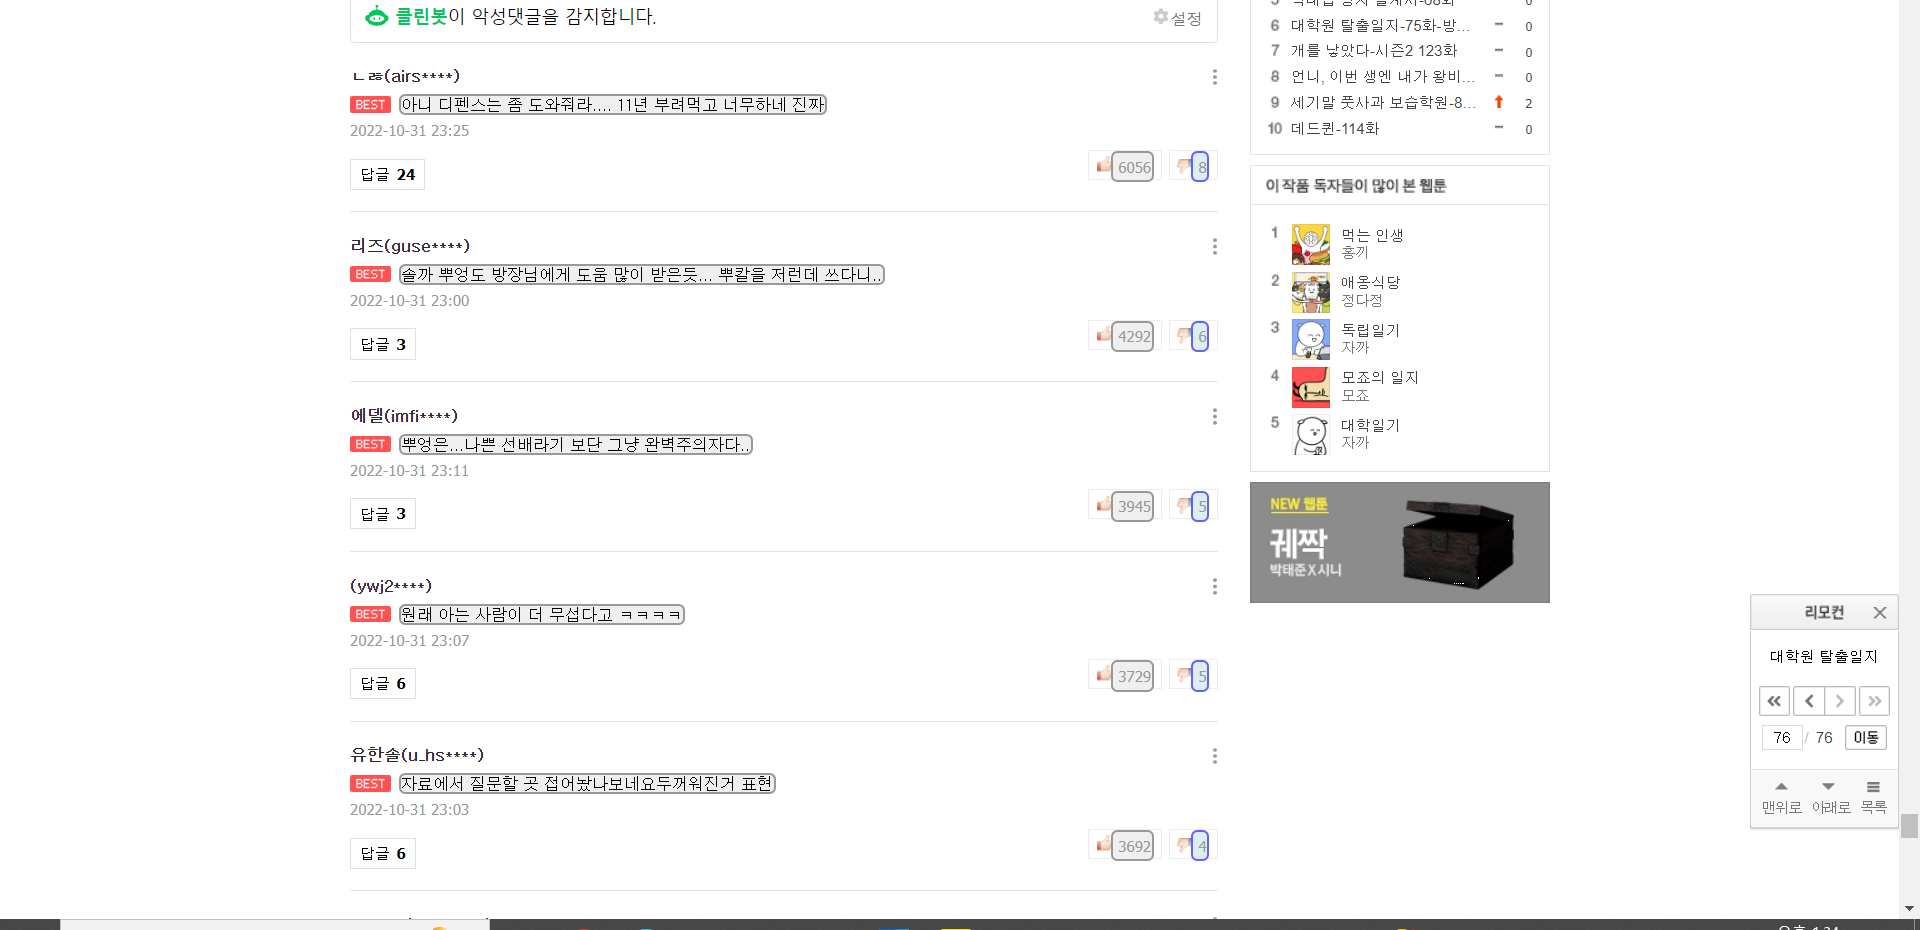 클린봇이 악성댓글을 감지합니다.
설정
ㄴㄻ(airs****)
BEST 아니 디펜스는 좀 도와줘라.... 11년 부려먹고 너무하네 진짜
2022-10-31 23:25
답글 24
6056 8
리즈(guse****)
BEST 솔까 뿌엉도 방장님에게 도움 많이 받은듯... 뿌칼을 저런데 쓰다니..
2022-10-31 23:00
답글 3
4292 6
에델(imfi****)
BEST 뿌엉은...나쁜 선배라기 보단 그냥 완벽주의자다..
2022-10-31 23:11
답글 3
3945 5
(ywj2****)
BEST 원래 아는 사람이 더 무섭다고 ㅋㅋㅋㅋ
2022-10-31 23:07
답글 6
3729 5
유한솔(u_hs****)
BEST 자료에서 질문할 곳 접어놨나보네요두꺼워진거 표현
2022-10-31 23:03
답글 6
3692 4
6 대학원 탈출일지-75화-방... 0
7 개를 낳았다-시즌2 123화 0
8 언니, 이번 생엔 내가 왕비... 0
9 세기말 풋사과 보습학원-8... 2
10 데드퀸-114화 0
이 작품 독자들이 많이 본 웹툰
1 먹는 인생
홍끼
2 애옹식당
정다정
3 독립일기
자까
4 모죠의 일지
모죠
5 대학일기
자까
NEW 웹툰
궤짝
박태준X시니
리모컨
대학원 탈출일지
76 / 76 이동
맨위로 아래로 목록